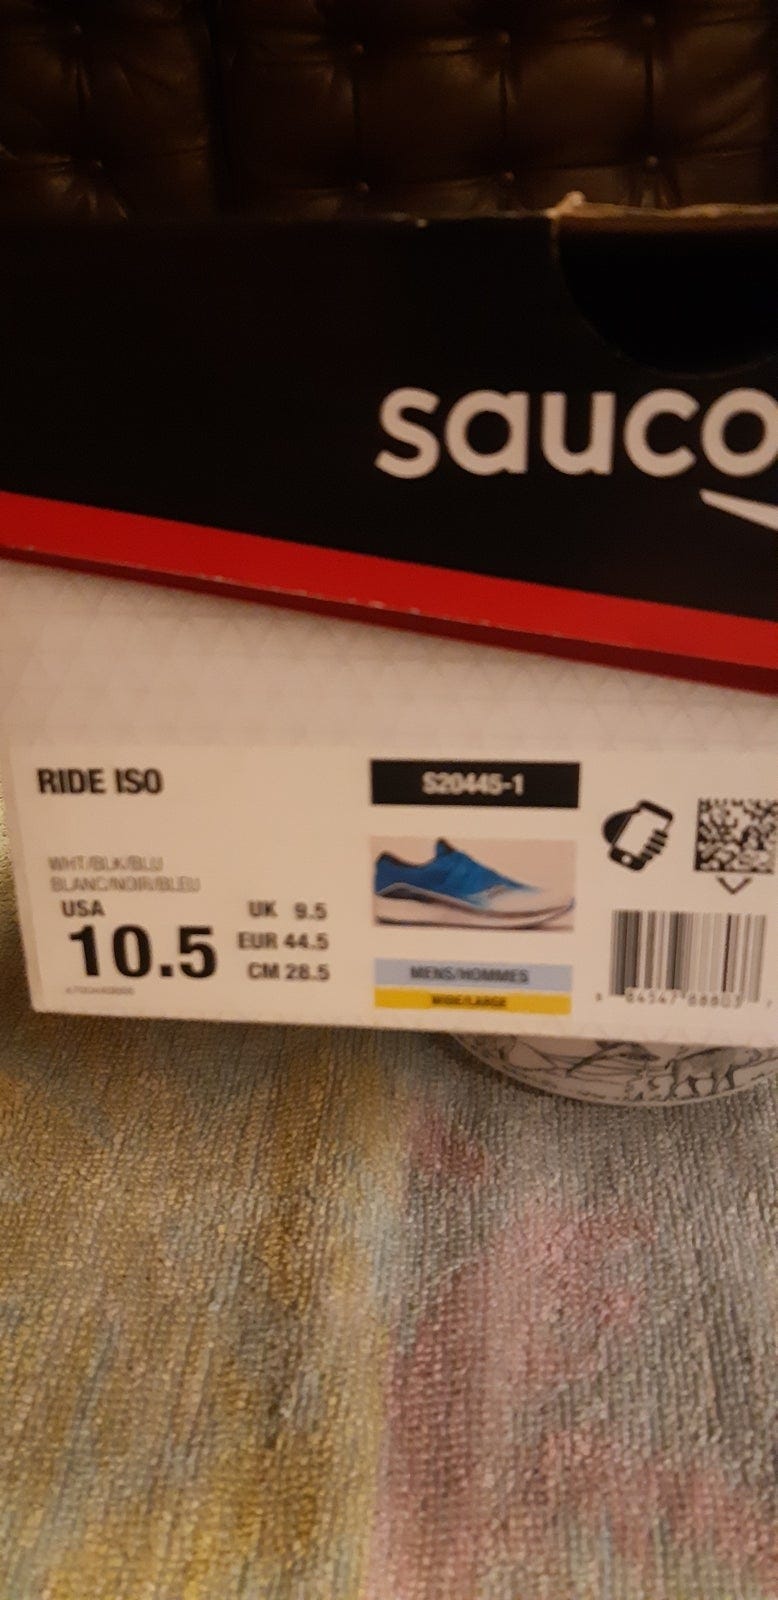 sauco
RIDE ISO
S20445-1
WHT/BLK/BLU
BLANC/NOIR/BLEU
USA
10.5
UK 9.5
EUR 44.5
CM 28.5
MENS/HOMMES
WIDE/LARGE